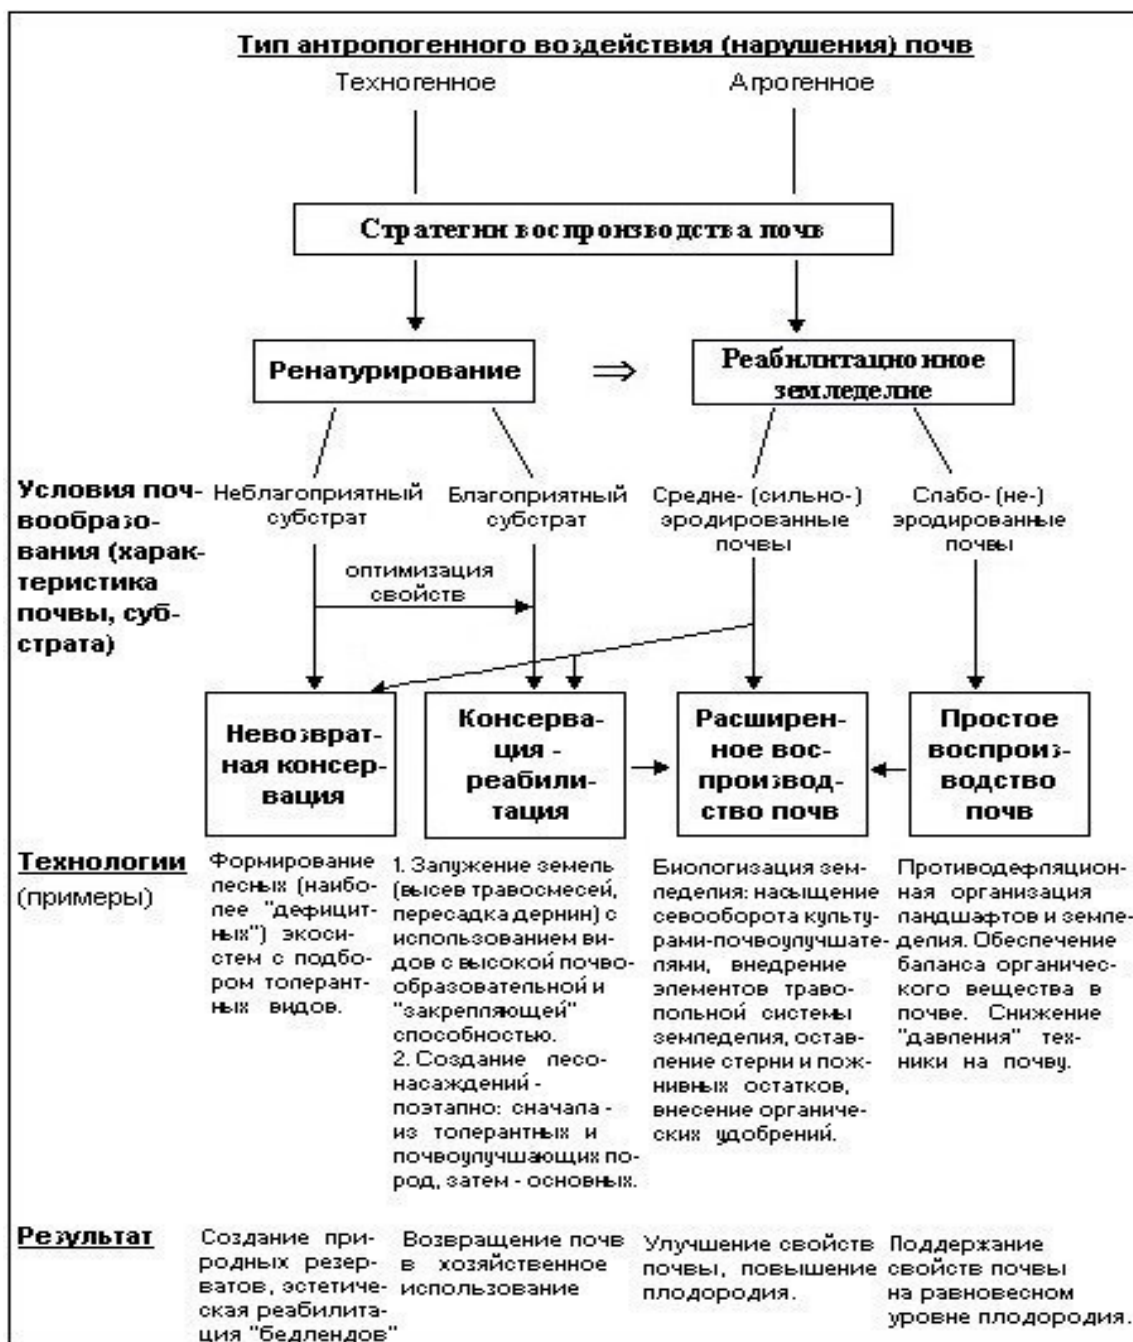 Тип антропогенного воздействия (нарушения) почв
Техногенное
Агрогенное
Стратегии воспроизводства почв
Ренатурирование
⇒
Реабилитационное
земледелие
Условия поч-
вообразо-
вания (харак-
теристика
почвы, суб-
страта)
Неблагоприятный
субстрат
Благоприятный
субстрат
Средне- (сильно-)
эродированные
почвы
Слабо- (не-)
эродированные
почвы
оптимизация
свойств
Невозврат-
ная консер-
вация
Консерва-
ция -
реабили-
тация
Расширен-
ное вос-
производ-
ство почв
Простое
воспроиз-
водство
почв
Технологии
(примеры)
Формирование
лесных (наибо-
лее "дефицит-
ных") экоси-
стем с подбо-
ром толерант-
ных видов.
1. Залужение земель
(высев травосмесей,
пересадка дернин) с
использованием ви-
дов с высокой почво-
образовательной и
"закрепляющей"
способностью.
2. Создание лесо-
насаждений -
поэтапно: сначала -
из толерантных и
почвоулучшающих по-
род, затем - основных.
Биологизация зем-
леделия: насыщение
севооборота культу-
рами-почвоулучшате-
лями, внедрение
элементов траво-
польной системы
земледелия, остав-
ление стерни и пож-
нивных остатков,
внесение органиче-
ских удобрений.
Противодефляцион-
ная организация
ландшафтов и земле-
делия. Обеспечение
баланса органичес-
кого вещества в
почве. Снижение
"давления" тех-
ники на почву.
Результат
Создание при-
родных резер-
ватов, эстетиче-
ская реабилита-
ция "бедлендов"
Возвращение почв
в хозяйственное
использование
Улучшение свойств
почвы, повышение
плодородия.
Поддержание
свойств почвы
на равновесном
уровне плодородия.